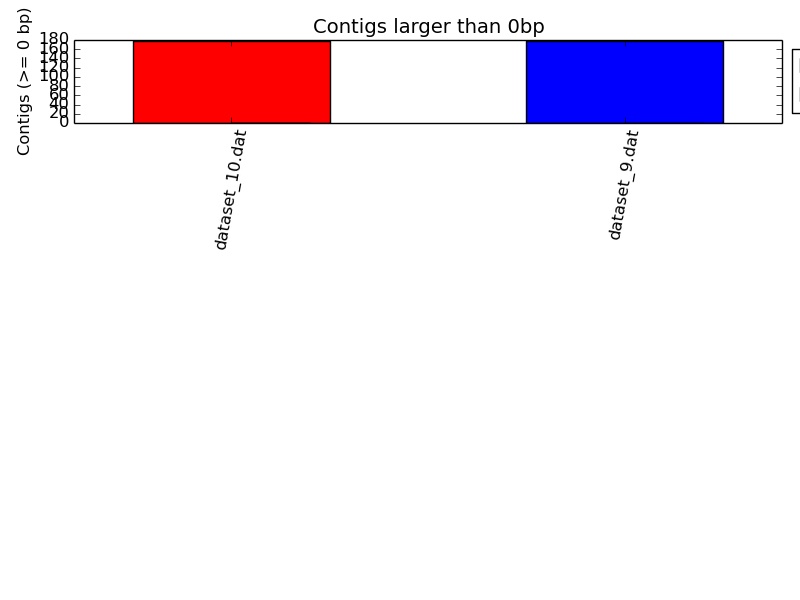 Contigs larger than 0bp
Contigs (>= 0 bp)
180
160
140
120
100
80
60
40
20
0
dataset_10.dat
dataset_9.dat